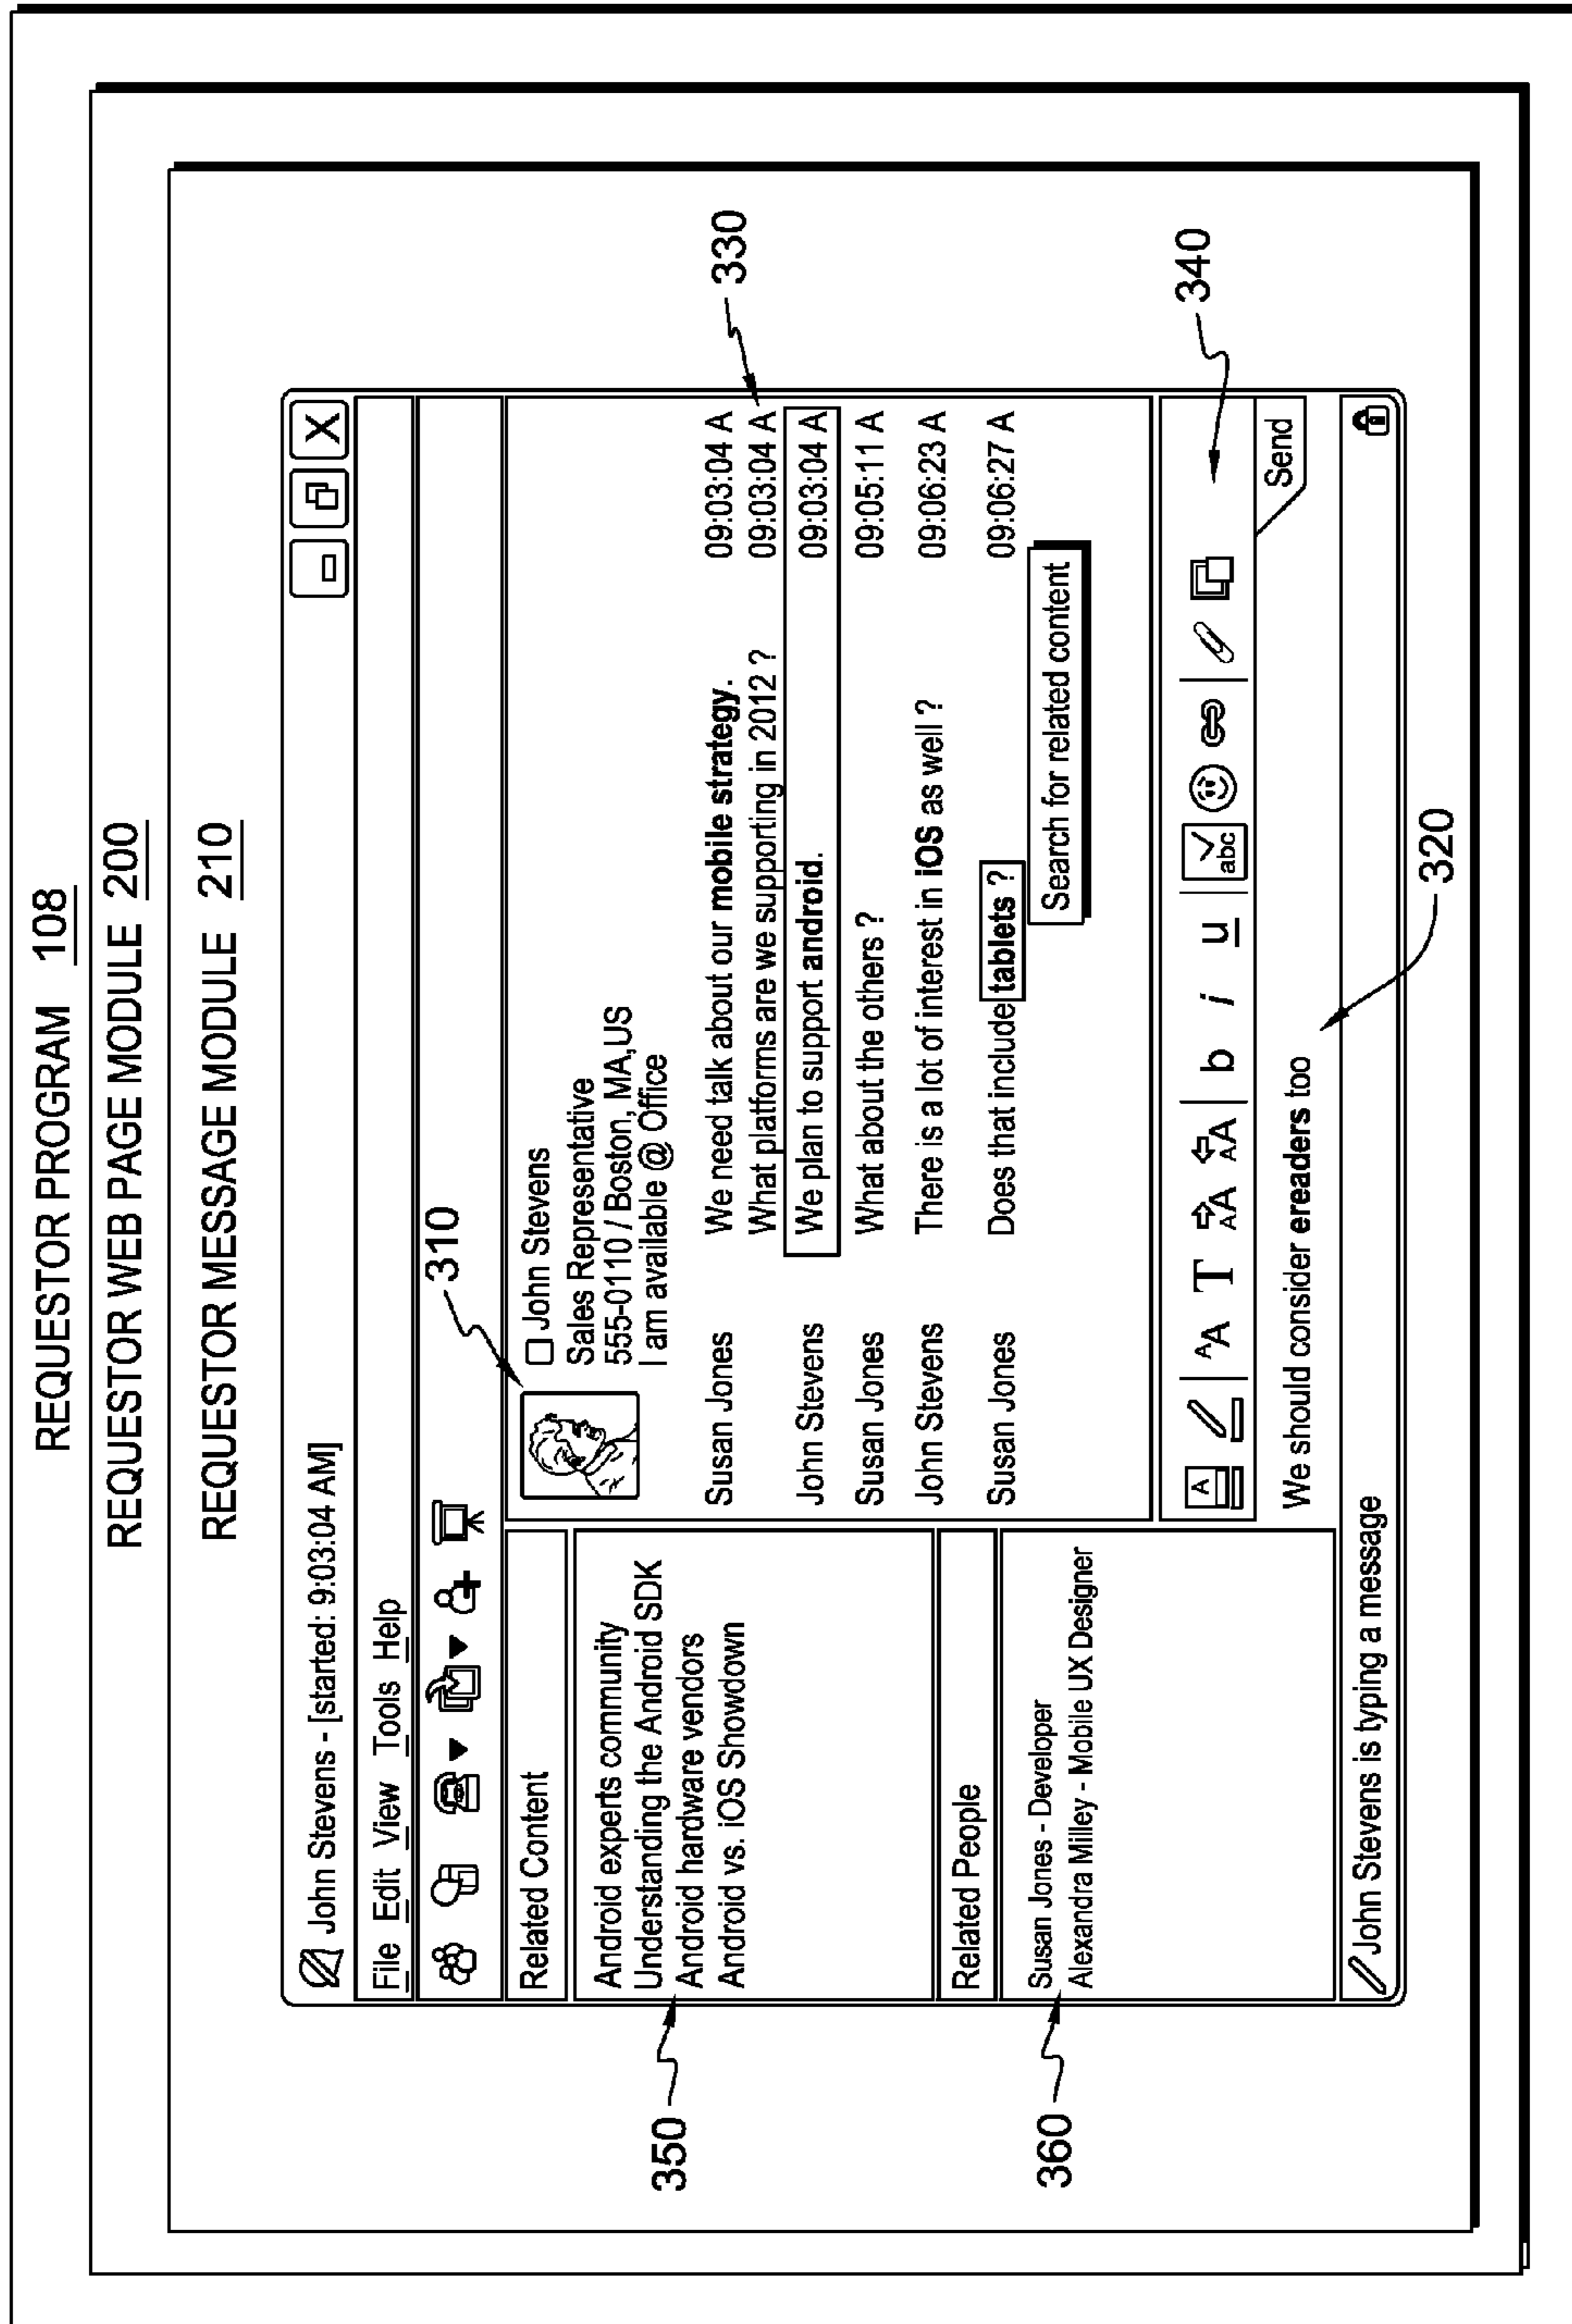 REQUESTOR PROGRAM 108
REQUESTOR WEB PAGE MODULE 200
REQUESTOR MESSAGE MODULE 210
John Stevens - [started: 9:03:04 AM]
X
File Edit View Tools Help
310
Related Content
Android experts community
Understanding the Android SDK
Android hardware vendors
Android vs. iOS Showdown
350
Related People
Susan Jones - Developer
Alexandra Milley - Mobile UX Designer
360
John Stevens
Sales Representative
555-0110 / Boston, MA,US
I am available @ Office
Susan Jones We need talk about our mobile strategy. 09:03:04 A
What platforms are we supporting in 2012 ? 09:03:04 A
330
John Stevens We plan to support android. 09:03:04 A
Susan Jones What about the others ? 09:05:11 A
John Stevens There is a lot of interest in iOS as well ? 09:06:23 A
Susan Jones Does that include tablets ? 09:06:27 A
Search for related content
A AA T AA AA b i u abc
340
We should consider ereaders too
Send
320
John Stevens is typing a message